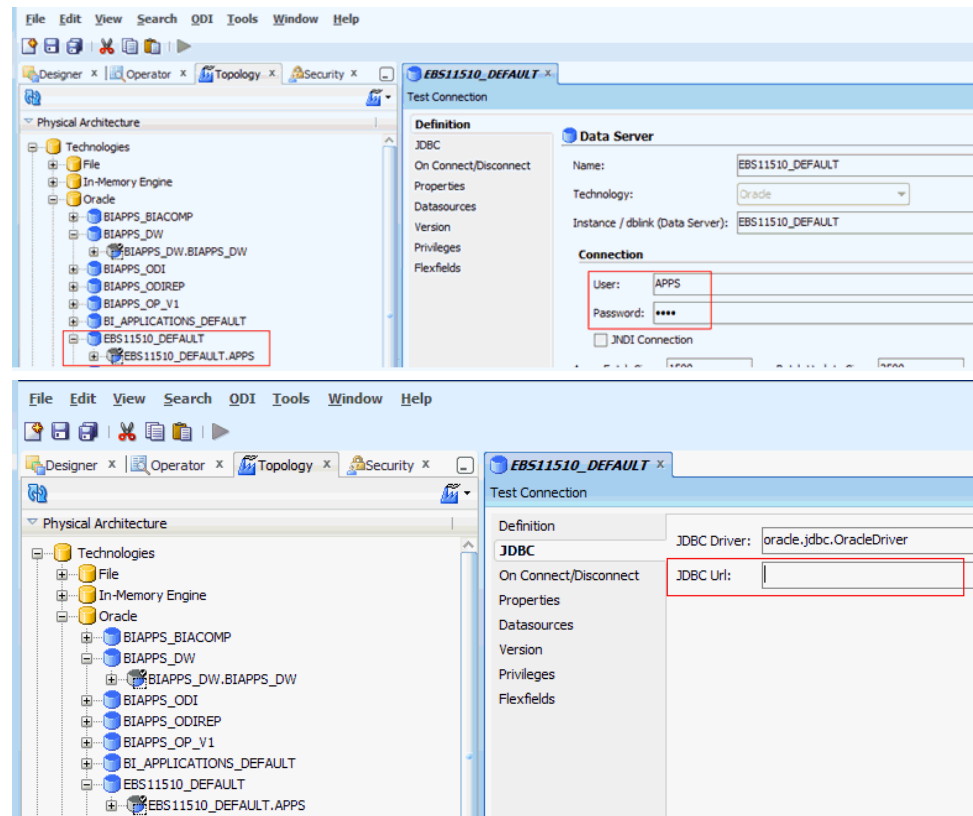 File Edit View Search ODI Tools Window Help
Designer x Operator x Topology x Security x
EBS11510_DEFAULT x
Test Connection
Physical Architecture
Technologies
File
In-Memory Engine
Oracle
BIAPPS_BIACOMP
BIAPPS_DW
BIAPPS_DW.BIAPPS_DW
BIAPPS_ODI
BIAPPS_ODIREP
BIAPPS_OP_V1
BI_APPLICATIONS_DEFAULT
EBS11510_DEFAULT
EBS11510_DEFAULT.APPS
Definition
JDBC
On Connect/Disconnect
Properties
Datasources
Version
Privileges
Flexfields
Data Server
Name: EBS11510_DEFAULT
Technology: Oracle
Instance / dblink (Data Server): EBS11510_DEFAULT
Connection
User: APPS
Password: ••••
JNDI Connection
File Edit View Search ODI Tools Window Help
Designer x Operator x Topology x Security x
EBS11510_DEFAULT x
Test Connection
Physical Architecture
Technologies
File
In-Memory Engine
Oracle
BIAPPS_BIACOMP
BIAPPS_DW
BIAPPS_DW.BIAPPS_DW
BIAPPS_ODI
BIAPPS_ODIREP
BIAPPS_OP_V1
BI_APPLICATIONS_DEFAULT
EBS11510_DEFAULT
EBS11510_DEFAULT.APPS
Definition
JDBC
On Connect/Disconnect
Properties
Datasources
Version
Privileges
Flexfields
JDBC Driver: oracle.jdbc.OracleDriver
JDBC Url: